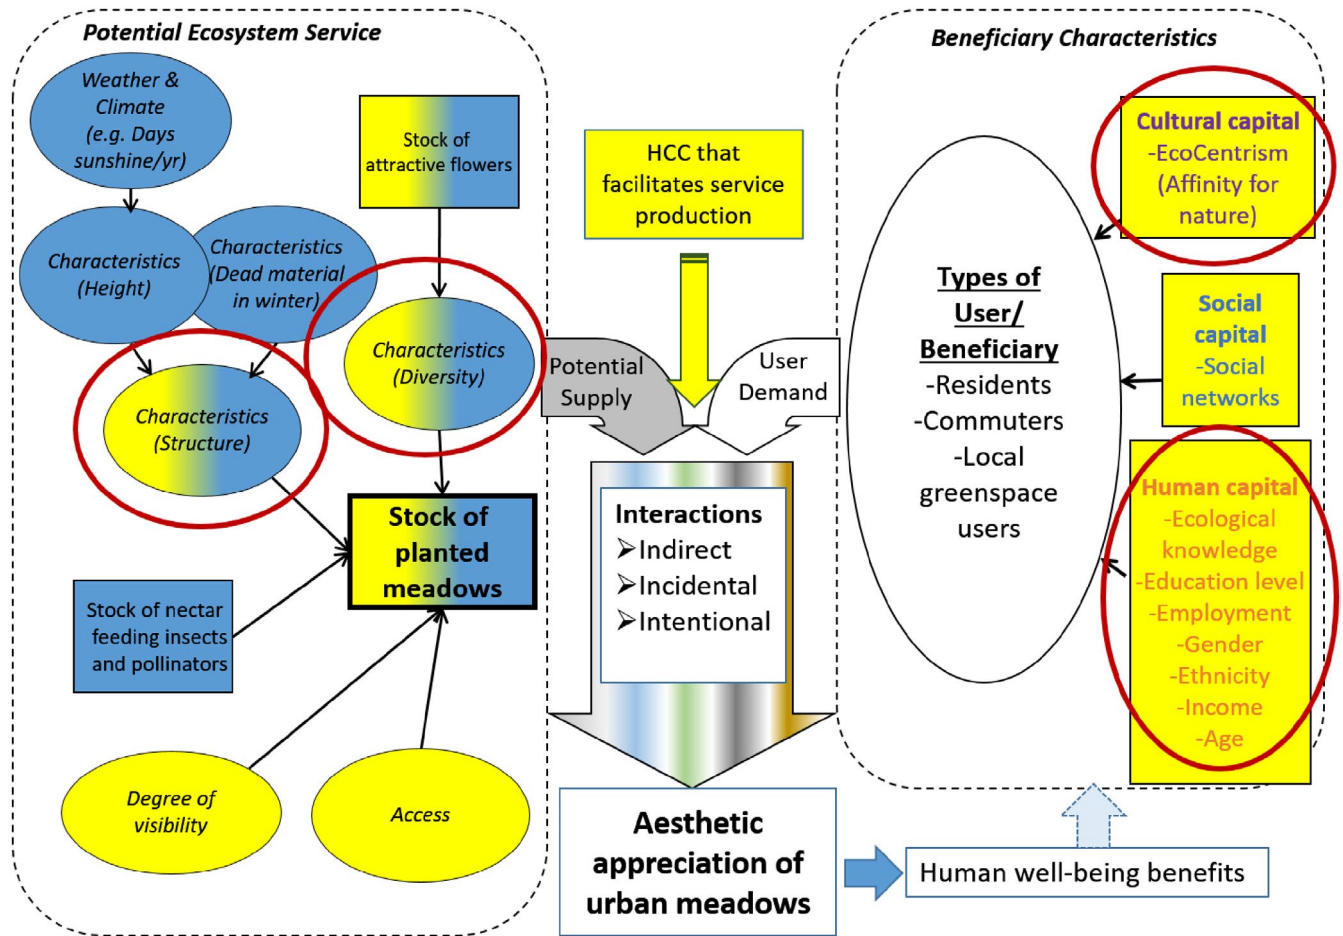 Potential Ecosystem Service
Weather &
Climate
(e.g. Days
sunshine/yr)
Stock of
attractive flowers
Characteristics
(Height)
Characteristics
(Dead material
in winter)
Characteristics
(Diversity)
Characteristics
(Structure)
Stock of
planted
meadows
Stock of nectar
feeding insects
and pollinators
Degree of
visibility
Access
HCC that
facilitates service
production
Potential
Supply
User
Demand
Interactions
➢Indirect
➢Incidental
➢Intentional
Aesthetic
appreciation of
urban meadows
Human well-being benefits
Beneficiary Characteristics
Types of
User/
Beneficiary
-Residents
-Commuters
-Local
greenspace
users
Cultural capital
-EcoCentrism
(Affinity for
nature)
Social
capital
-Social
networks
Human capital
-Ecological
knowledge
-Education level
-Employment
-Gender
-Ethnicity
-Income
-Age